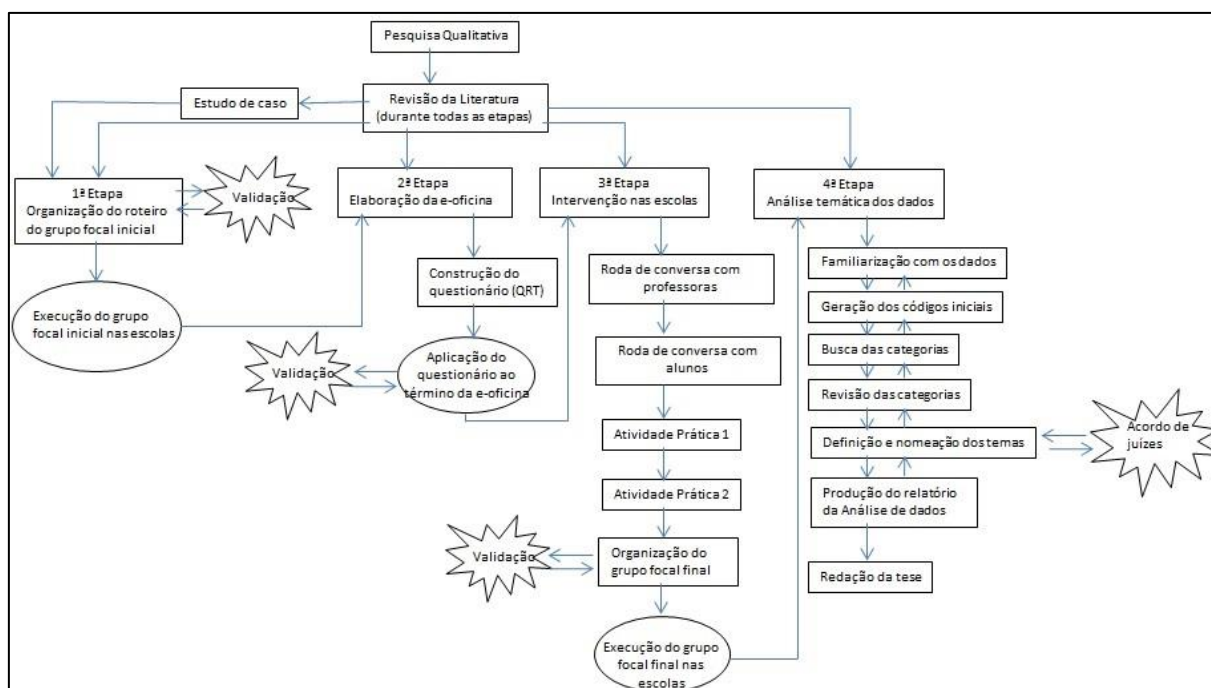 Pesquisa Qualitativa
Estudo de caso
Revisão da Literatura
(durante todas as etapas)
1ª Etapa
Organização do roteiro
do grupo focal inicial
Validação
Execução do grupo
focal inicial nas escolas
2ª Etapa
Elaboração da e-oficina
Construção do
questionário (QRT)
Aplicação do
questionário ao
término da e-oficina
Validação
3ª Etapa
Intervenção nas escolas
Roda de conversa com
professoras
Roda de conversa com
alunos
Atividade Prática 1
Atividade Prática 2
Organização do
grupo focal final
Validação
Execução do grupo
focal final nas
escolas
4ª Etapa
Análise temática dos dados
Familiarização com os dados
Geração dos códigos iniciais
Busca das categorias
Revisão das categorias
Definição e nomeação dos temas
Acordo de
juízes
Produção do relatório
da Análise de dados
Redação da tese